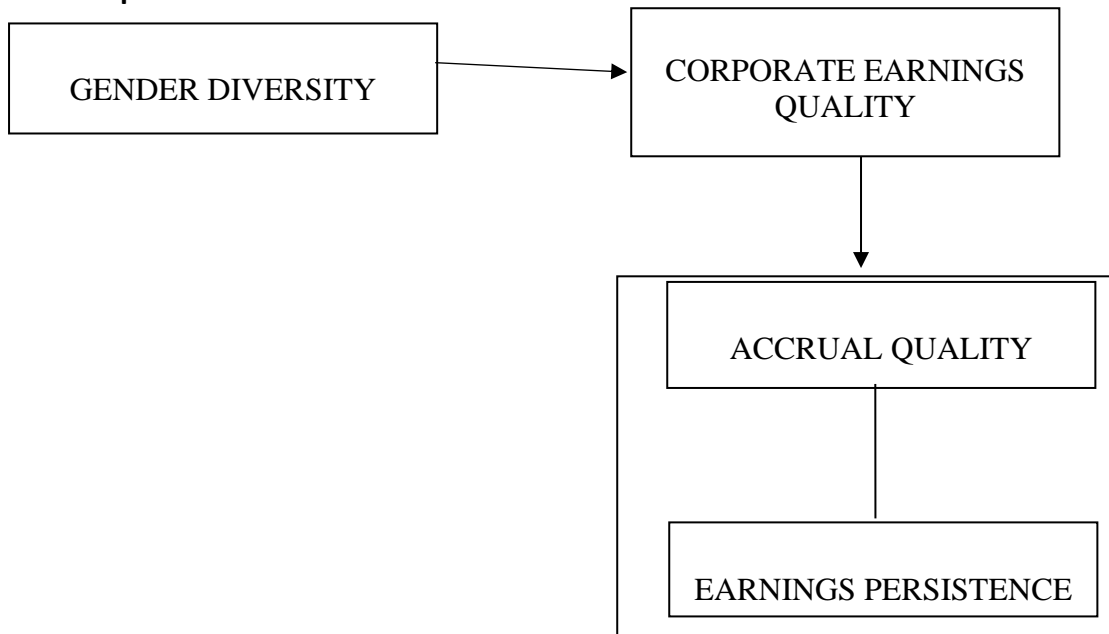 GENDER DIVERSITY
CORPORATE EARNINGS
QUALITY
ACCRUAL QUALITY
EARNINGS PERSISTENCE